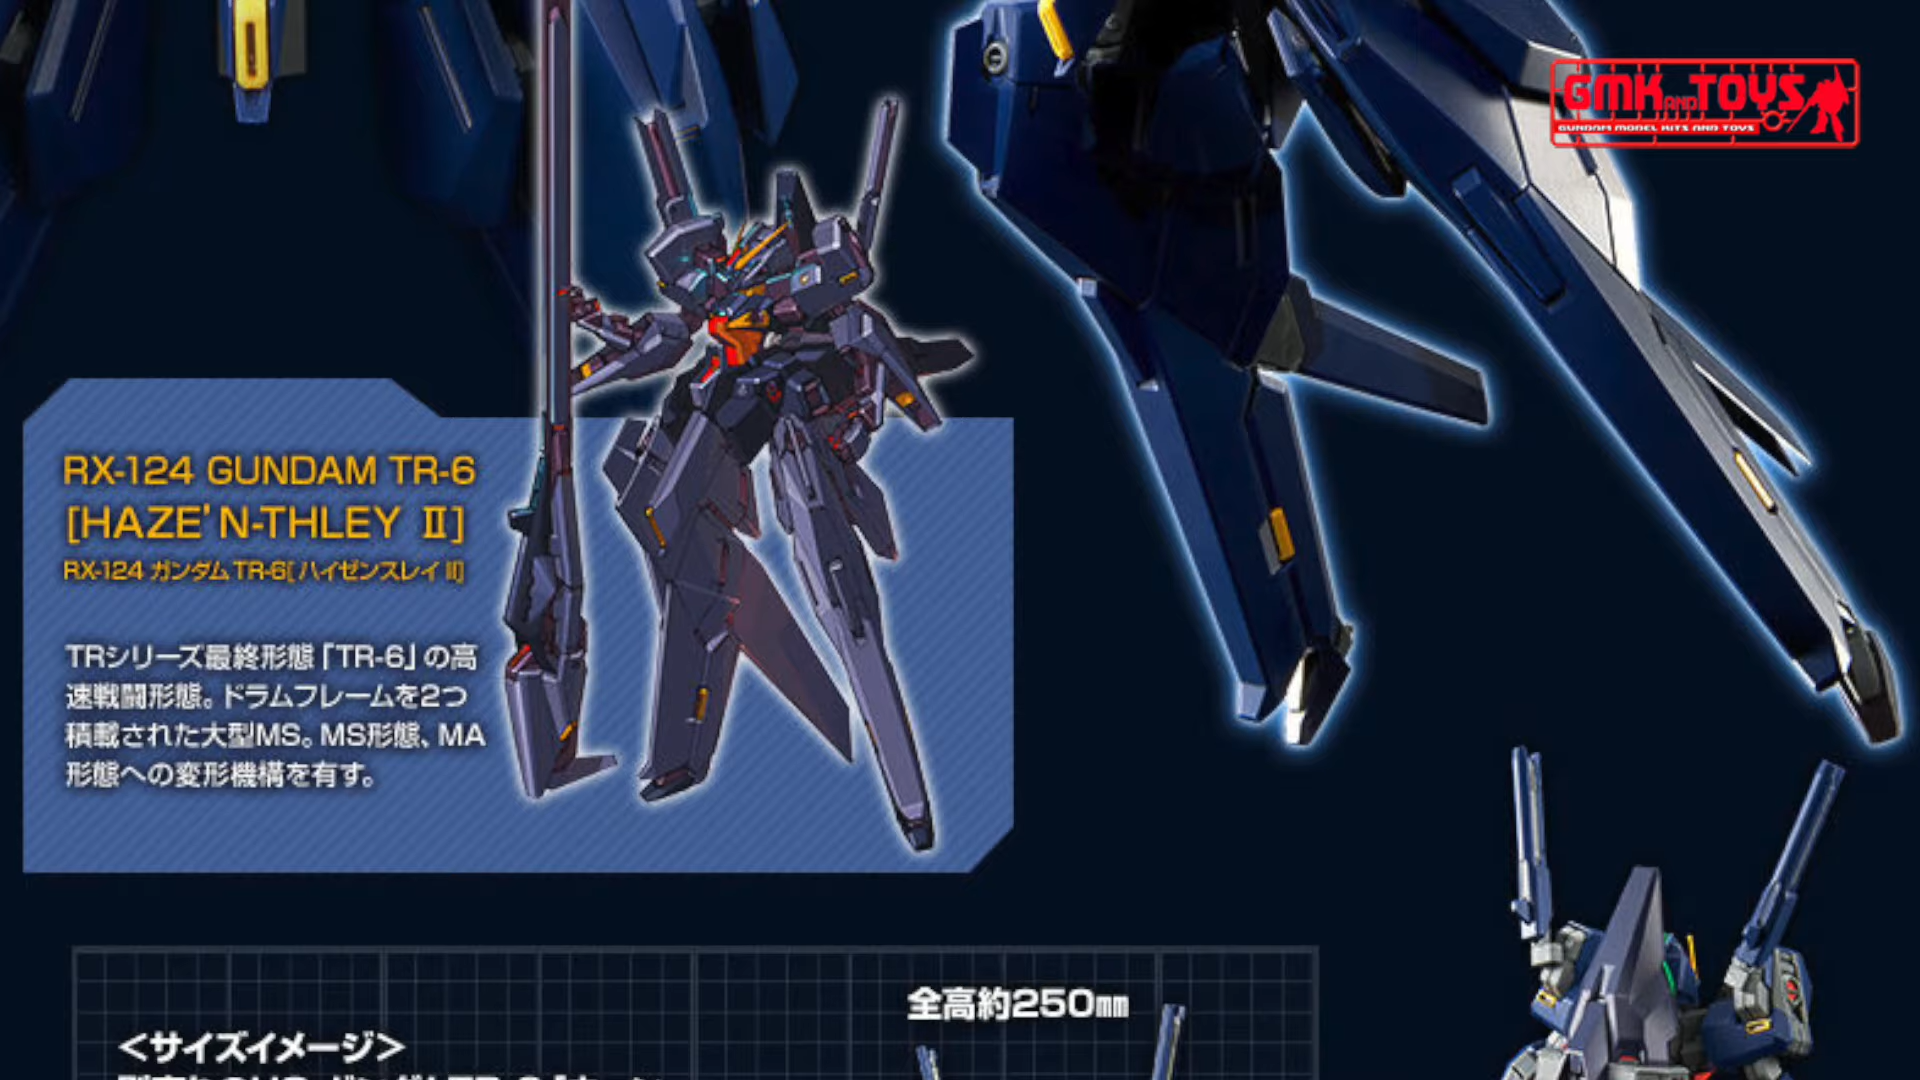 GMK AND TOYS
GUNDAM MODEL KITS AND TOYS
RX-124 GUNDAM TR-6
[HAZE'N-THLEY Ⅱ]
RX-124 ガンダムTR-6[ハイゼンスレイ Ⅱ]
TRシリーズ最終形態「TR-6」の高
速戦闘形態。ドラムフレームを2つ
積載された大型MS。MS形態、MA
形態への変形機構を有す。
全高約250㎜
<サイズイメージ>